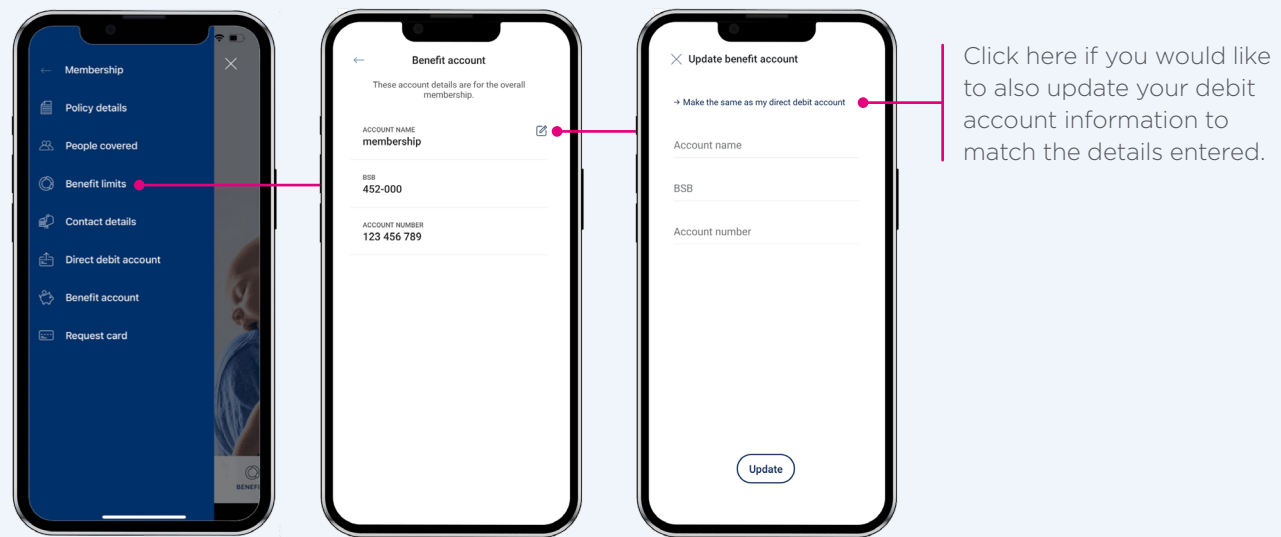 Membership
Policy details
People covered
Benefit limits
Contact details
Direct debit account
Benefit account
Request card
Benefit account
These account details are for the overall
membership.
ACCOUNT NAME
membership
BSB
452-000
ACCOUNT NUMBER
123 456 789
Update benefit account
→ Make the same as my direct debit account
Account name
BSB
Account number
Update
Click here if you would like
to also update your debit
account information to
match the details entered.